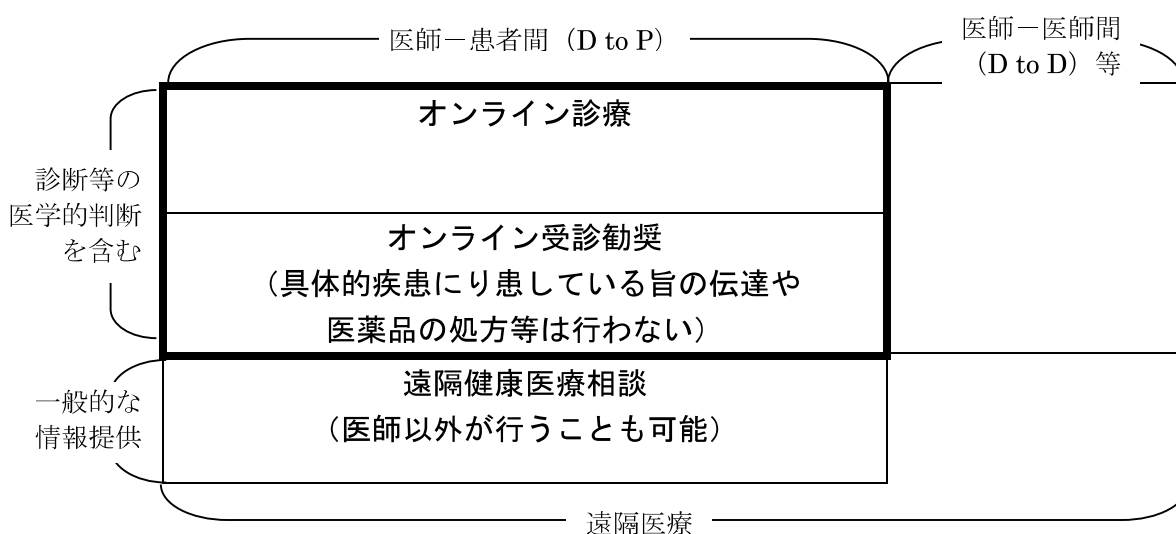 医師－患者間（D to P）
医師－医師間
（D to D）等
オンライン診療
診断等の
医学的判断
を含む
オンライン受診勧奨
（具体的疾患にり患している旨の伝達や
医薬品の処方等は行わない）
遠隔健康医療相談
（医師以外が行うことも可能）
一般的な
情報提供
遠隔医療